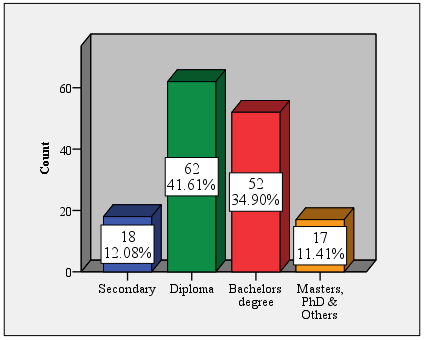 Count
60
40
20
0
62
41.61%
52
34.90%
18
12.08%
17
11.41%
Secondary
Diploma
Bachelors
degree
Masters,
PhD &
Others